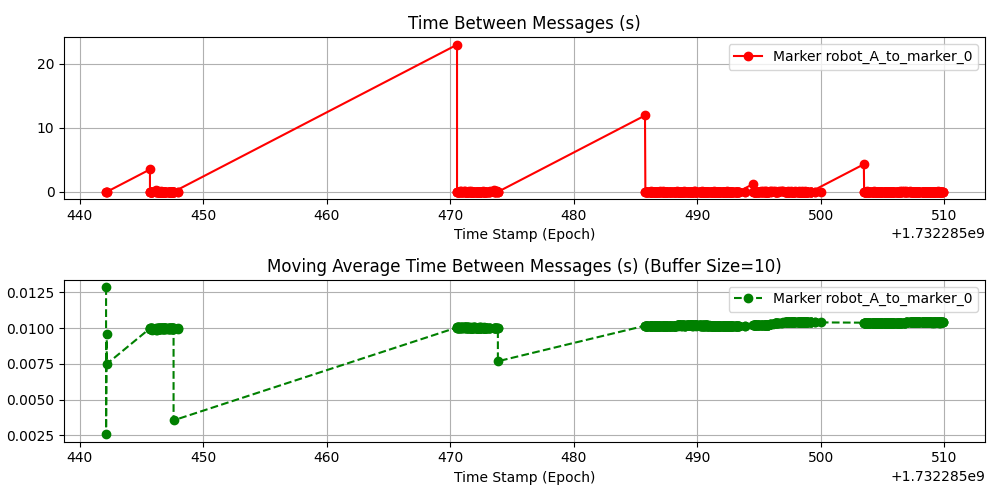 Time Between Messages (s)
Marker robot_A_to_marker_0
20
10
0
440 450 460 470 480 490 500 510
+1.732285e9
Time Stamp (Epoch)
Moving Average Time Between Messages (s) (Buffer Size=10)
Marker robot_A_to_marker_0
0.0125
0.0100
0.0075
0.0050
0.0025
440 450 460 470 480 490 500 510
+1.732285e9
Time Stamp (Epoch)